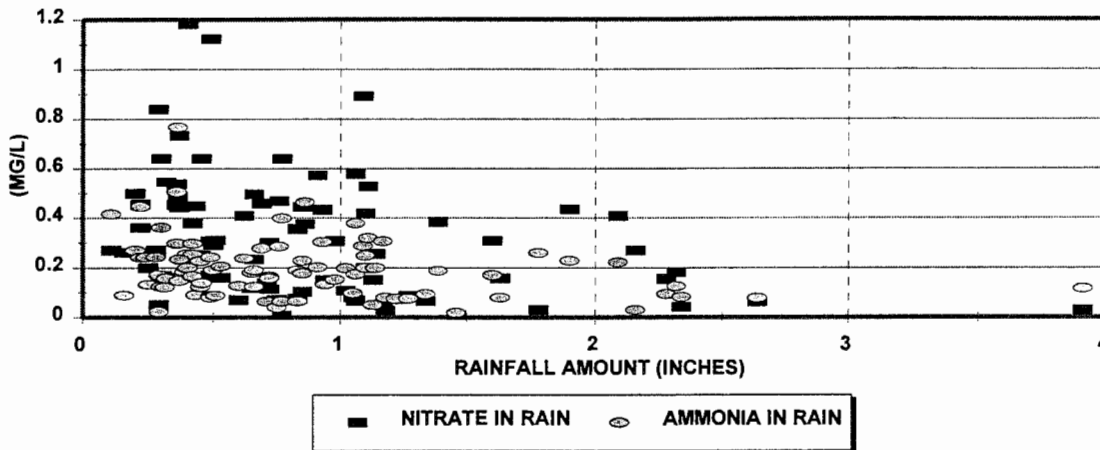 1.2
1
0.8
0.6
0.4
0.2
0
(MG/L)
0 1 2 3 4
RAINFALL AMOUNT (INCHES)
NITRATE IN RAIN AMMONIA IN RAIN